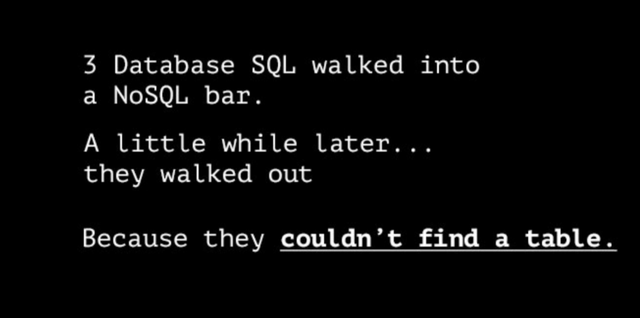 3 Database SQL walked into
a NoSQL bar.
A little while later...
they walked out
Because they couldn't find a table.